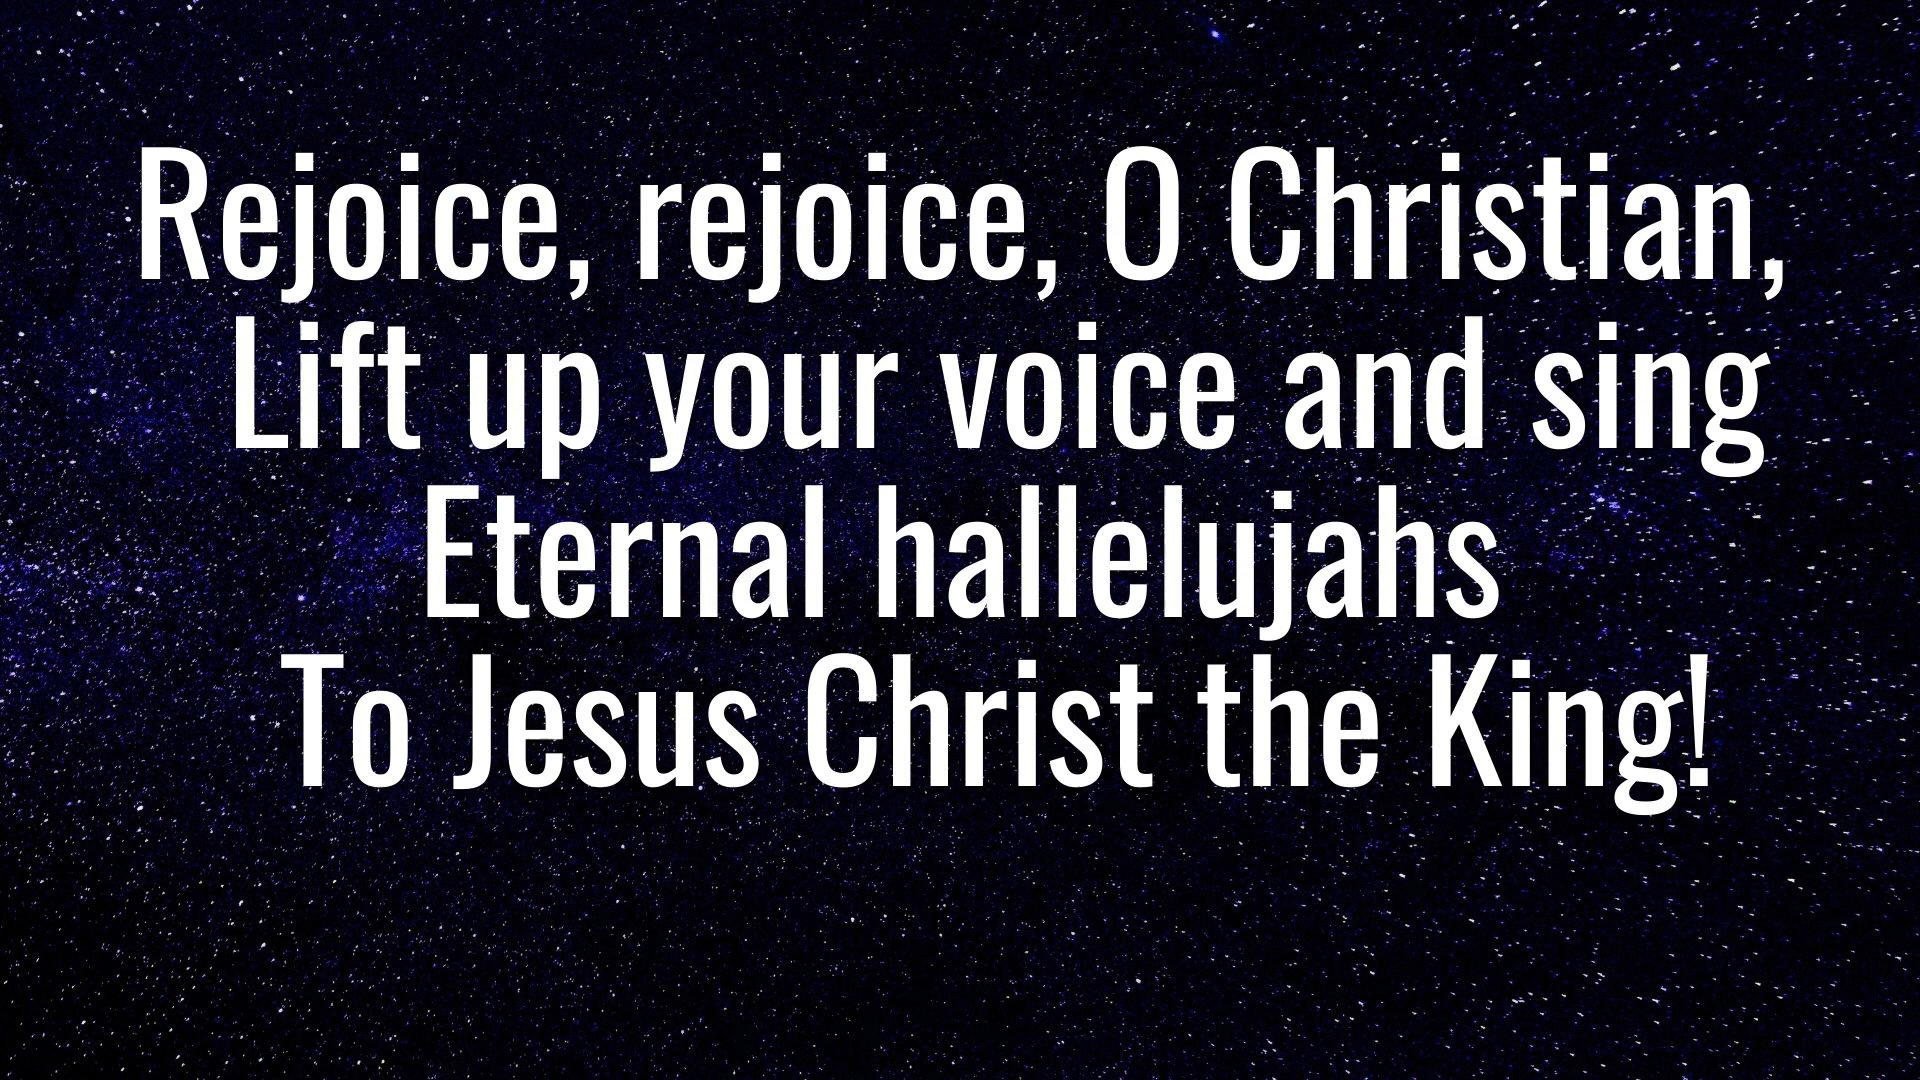 Rejoice, rejoice, O Christian,
Lift up your voice and sing
Eternal hallelujahs
To Jesus Christ the King!